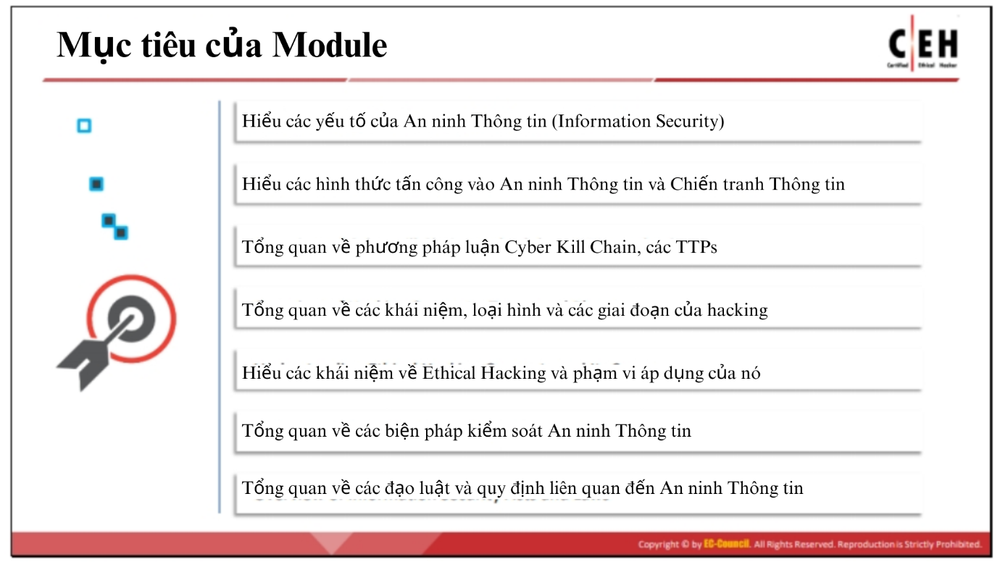 Mục tiêu của Module
C|EH
Certified Ethical Hacker
Hiểu các yếu tố của An ninh Thông tin (Information Security)
Hiểu các hình thức tấn công vào An ninh Thông tin và Chiến tranh Thông tin
Tổng quan về phương pháp luận Cyber Kill Chain, các TTPs
Tổng quan về các khái niệm, loại hình và các giai đoạn của hacking
Hiểu các khái niệm về Ethical Hacking và phạm vi áp dụng của nó
Tổng quan về các biện pháp kiểm soát An ninh Thông tin
Tổng quan về các đạo luật và quy định liên quan đến An ninh Thông tin
Copyright © by EC-Council. All Rights Reserved. Reproduction is Strictly Prohibited.